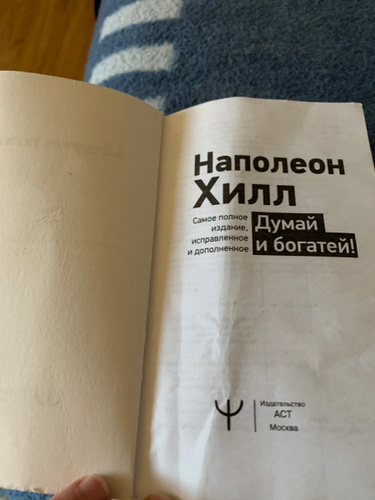 Наполеон
Хилл
Самое полное
издание,
исправленное
и дополненное
Думай
и богатей!
Издательство
АСТ
Москва